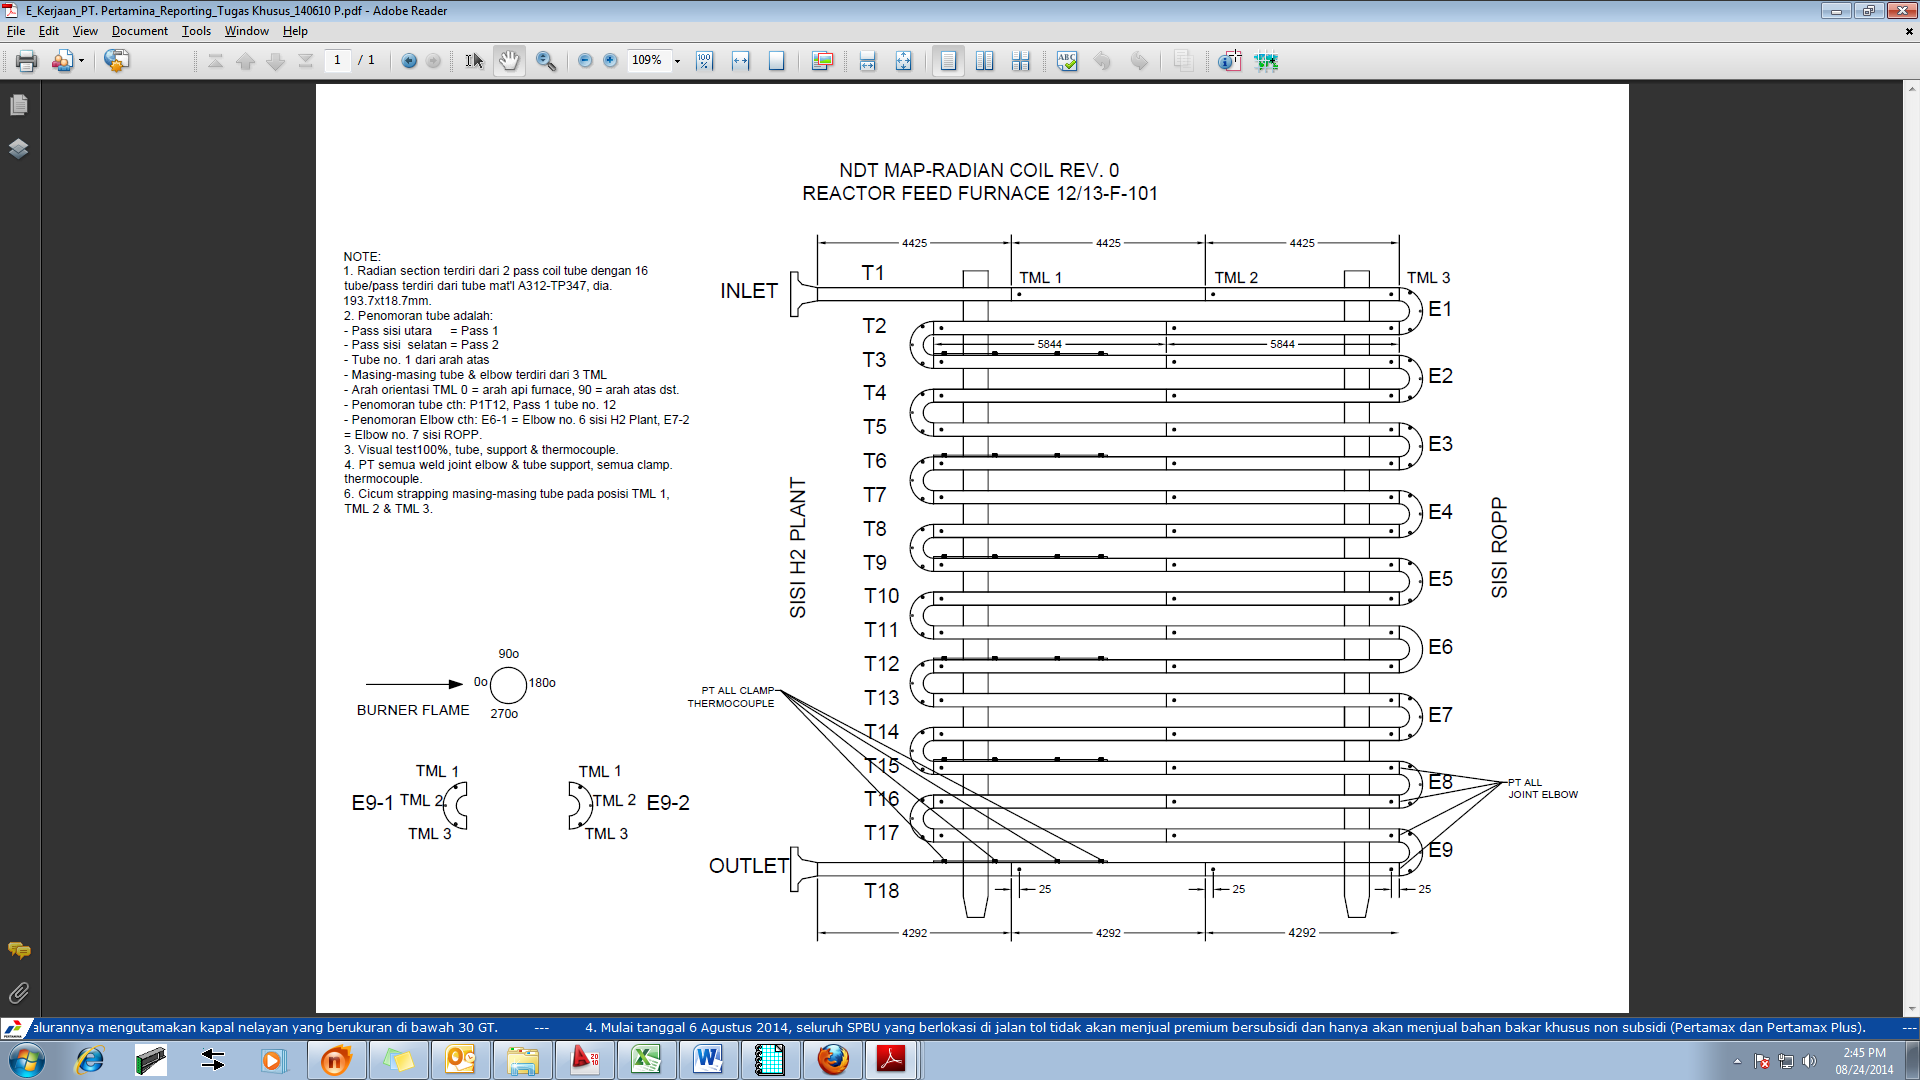 E_Kerjaan_PT. Pertamina_Reporting_Tugas Khusus_140610 P.pdf - Adobe Reader
File Edit View Document Tools Window Help
1 / 1 109%
NDT MAP-RADIAN COIL REV. 0
REACTOR FEED FURNACE 12/13-F-101
NOTE:
1. Radian section terdiri dari 2 pass coil tube dengan 16
tube/pass terdiri dari tube mat'l A312-TP347, dia.
193.7xt18.7mm.
2. Penomoran tube adalah:
- Pass sisi utara = Pass 1
- Pass sisi selatan = Pass 2
- Tube no. 1 dari arah atas
- Masing-masing tube & elbow terdiri dari 3 TML
- Arah orientasi TML 0 = arah api furnace, 90 = arah atas dst.
- Penomoran tube cth: P1T12, Pass 1 tube no. 12
- Penomoran Elbow cth: E6-1 = Elbow no. 6 sisi H2 Plant, E7-2
= Elbow no. 7 sisi ROPP.
3. Visual test100%, tube, support & thermocouple.
4. PT semua weld joint elbow & tube support, semua clamp.
thermocouple.
6. Cicum strapping masing-masing tube pada posisi TML 1,
TML 2 & TML 3.
90o
0o 180o
270o
BURNER FLAME
TML 1
E9-1 TML 2
TML 3
TML 1
TML 2 E9-2
TML 3
4425 4425 4425
INLET T1 TML 1 TML 2 TML 3
E1
T2
5844 5844
T3
E2
T4
T5
E3
T6
T7
E4
T8
T9
E5
T10
T11
E6
T12
T13
E7
T14
T15
E8
T16
T17
E9
OUTLET
T18
25 25 25
4292 4292 4292
SISI H2 PLANT
SISI ROPP
PT ALL CLAMP
THERMOCOUPLE
PT ALL
JOINT ELBOW
alurannya mengutamakan kapal nelayan yang berukuran di bawah 30 GT. --- 4. Mulai tanggal 6 Agustus 2014, seluruh SPBU yang berlokasi di jalan tol tidak akan menjual premium bersubsidi dan hanya akan menjual bahan bakar khusus non subsidi (Pertamax dan Pertamax Plus). ---
2:45 PM
08/24/2014